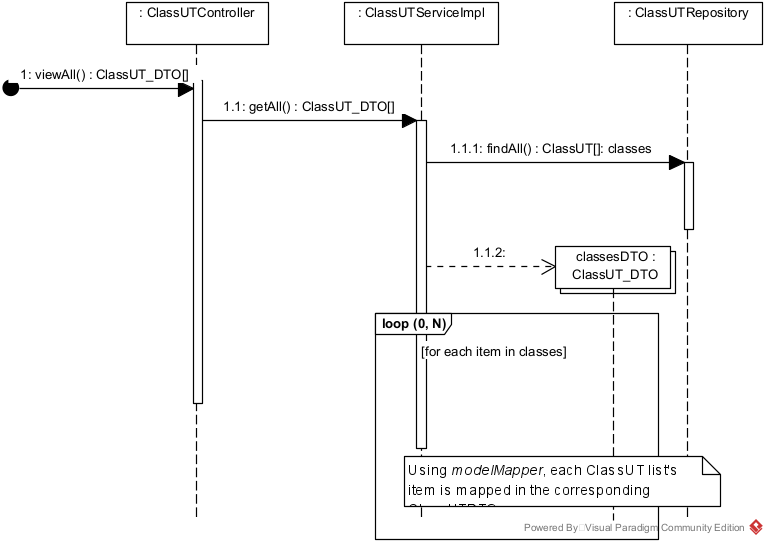 : ClassUTController
: ClassUTServiceImpl
: ClassUTRepository
1: viewAll() : ClassUT_DTO[]
1.1: getAll() : ClassUT_DTO[]
1.1.1: findAll() : ClassUT[]: classes
1.1.2:
classesDTO :
ClassUT_DTO
loop (0, N)
[for each item in classes]
Using modelMapper, each ClassUT list's
item is mapped in the corresponding
Powered By Visual Paradigm Community Edition